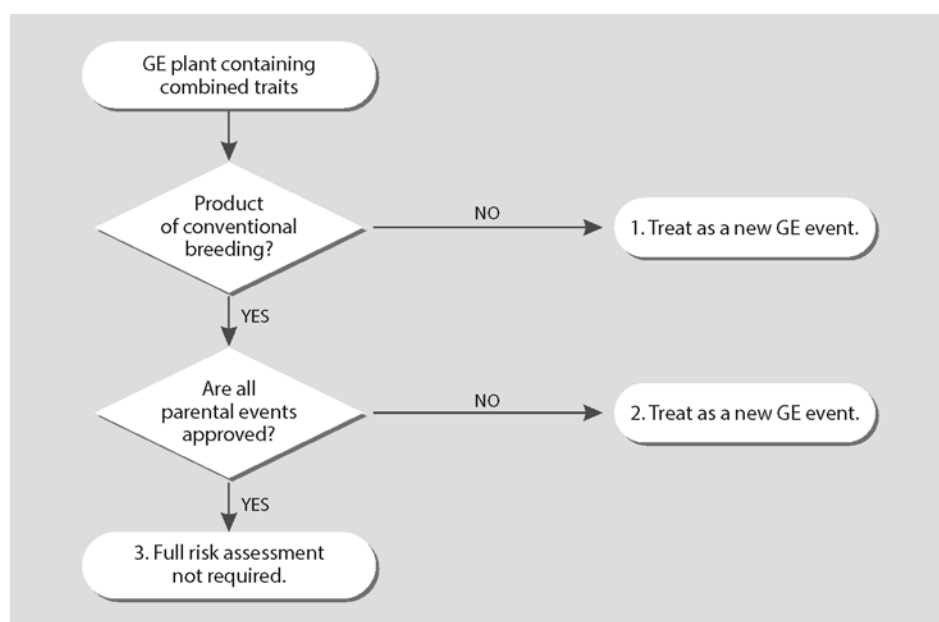 GE plant containing
combined traits
Product
of conventional
breeding?
NO
1. Treat as a new GE event.
YES
Are all
parental events
approved?
NO
2. Treat as a new GE event.
YES
3. Full risk assessment
not required.